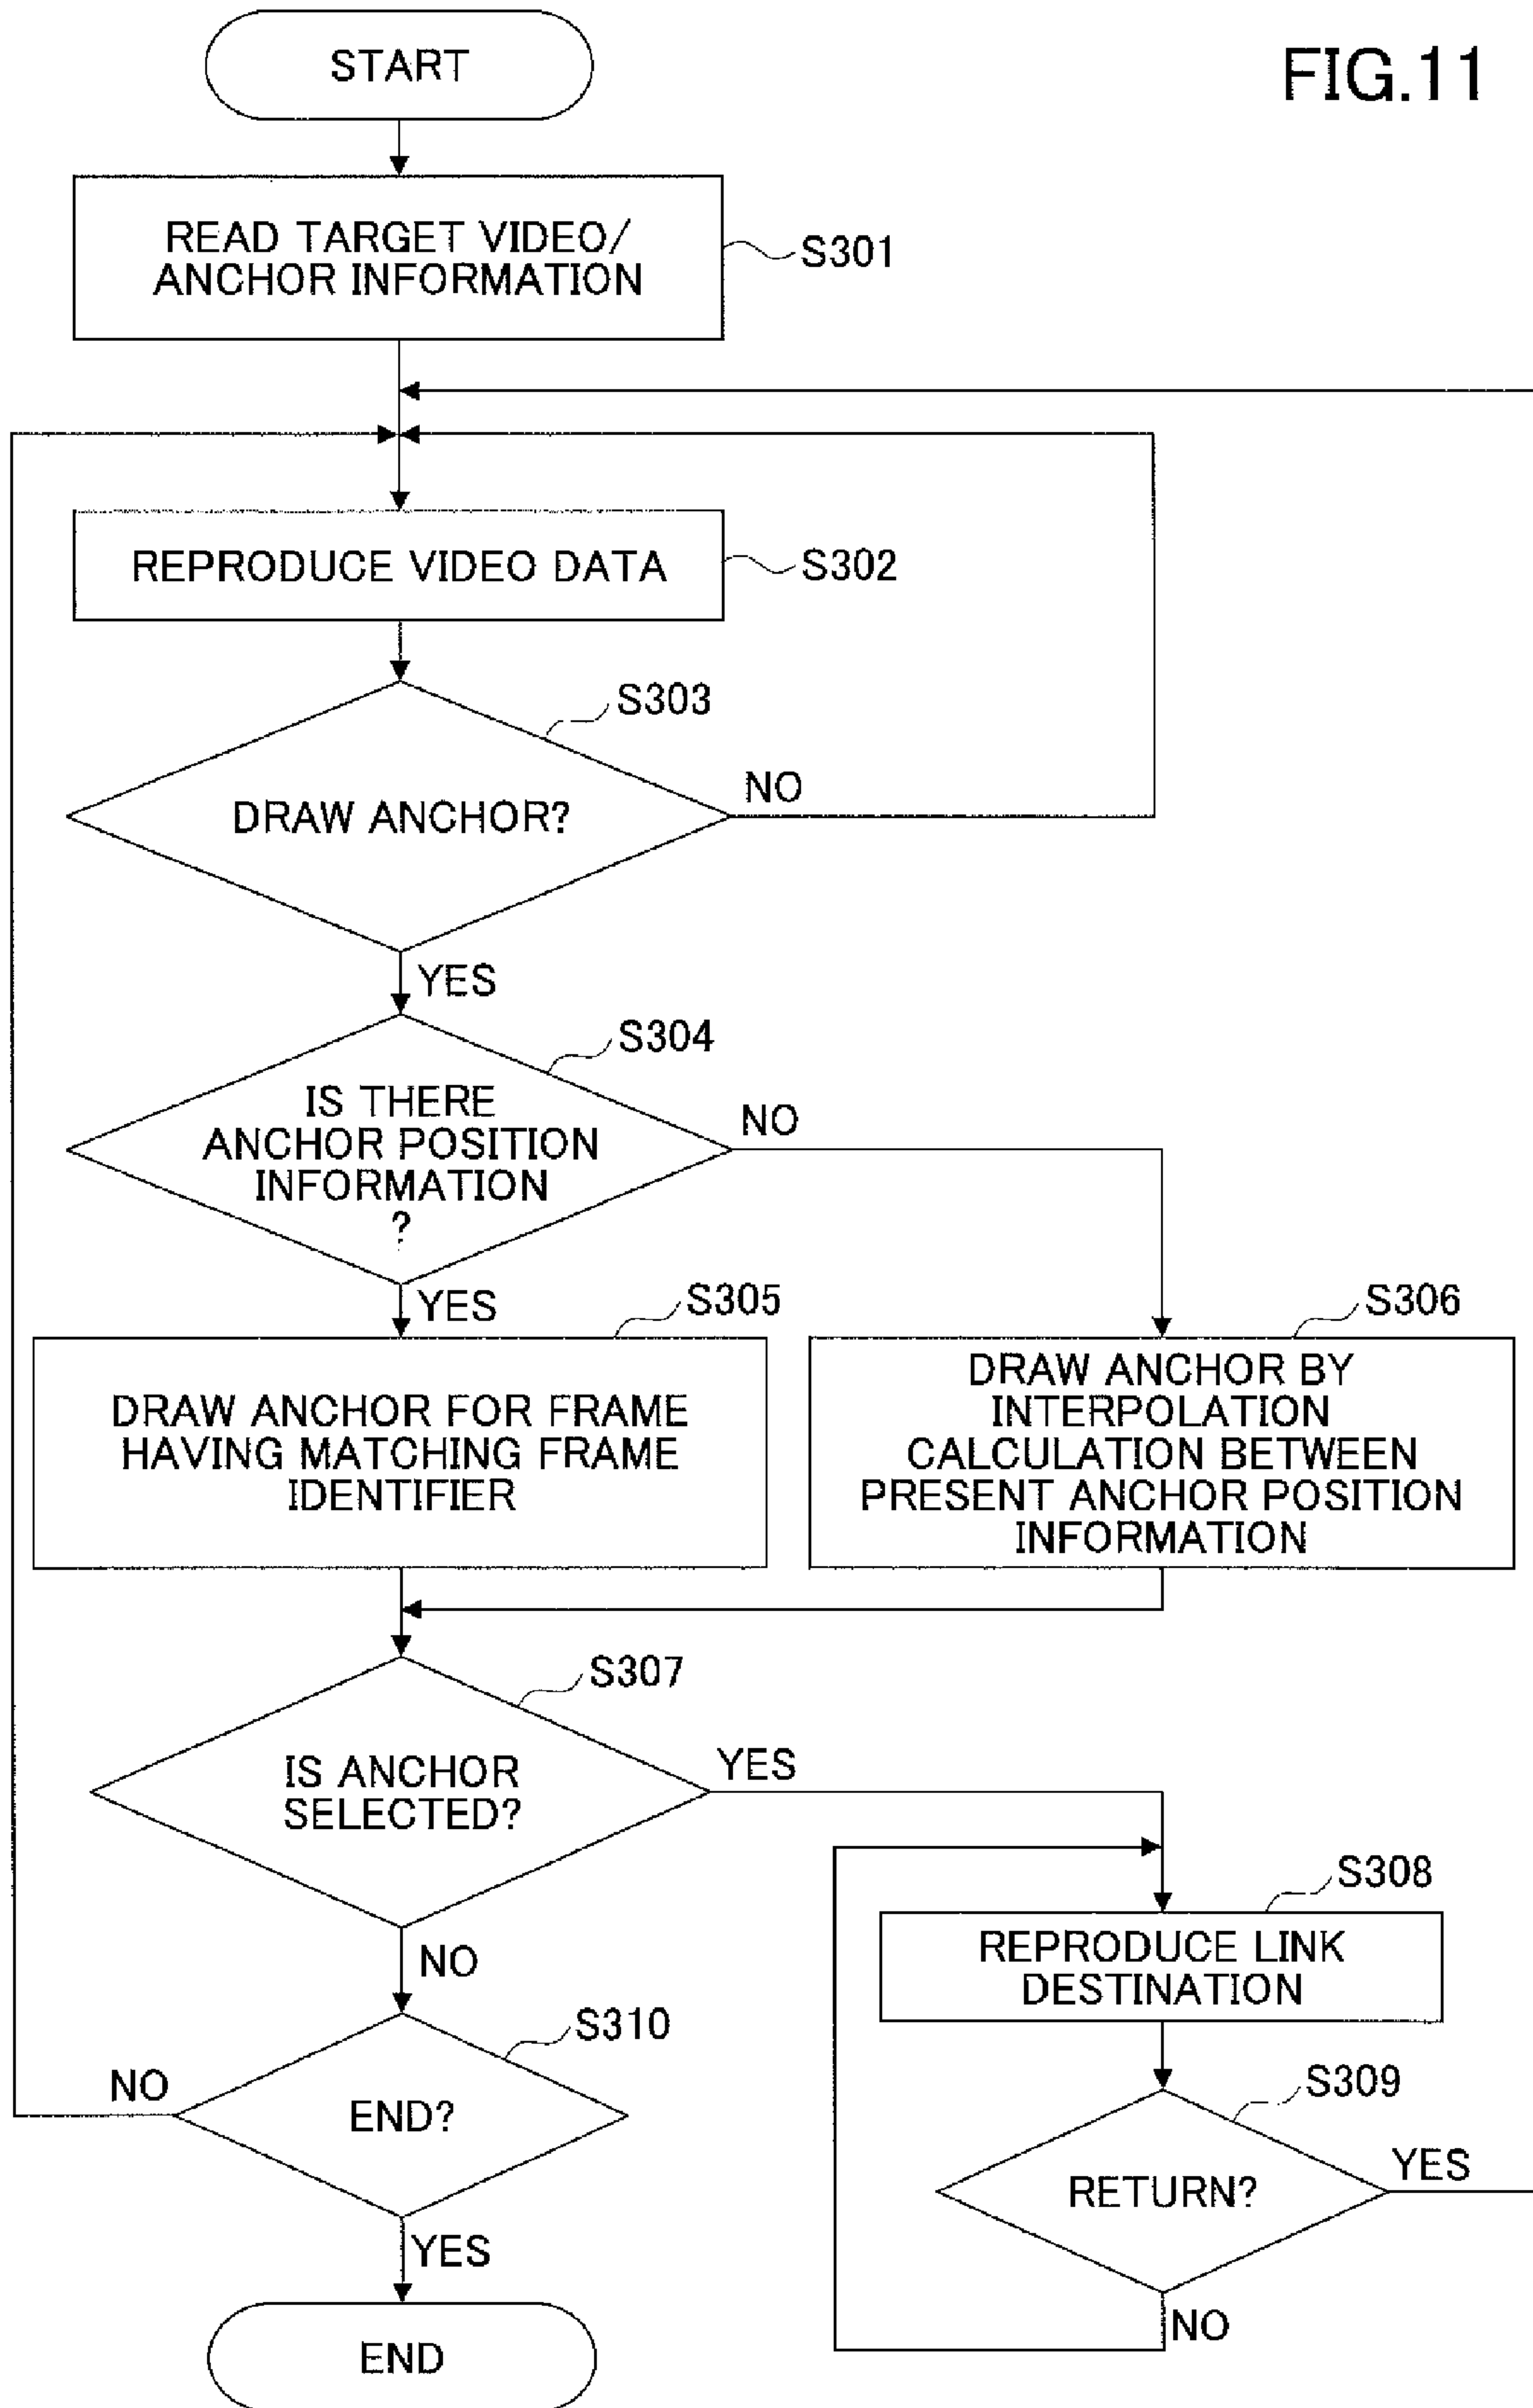 FIG.11
START
READ TARGET VIDEO/
ANCHOR INFORMATION
S301
REPRODUCE VIDEO DATA
S302
S303
DRAW ANCHOR?
NO
YES
S304
IS THERE
ANCHOR POSITION
INFORMATION
?
NO
YES
S305
DRAW ANCHOR FOR FRAME
HAVING MATCHING FRAME
IDENTIFIER
S306
DRAW ANCHOR BY
INTERPOLATION
CALCULATION BETWEEN
PRESENT ANCHOR POSITION
INFORMATION
S307
IS ANCHOR
SELECTED?
YES
NO
S308
REPRODUCE LINK
DESTINATION
S309
RETURN?
YES
NO
S310
END?
NO
YES
END